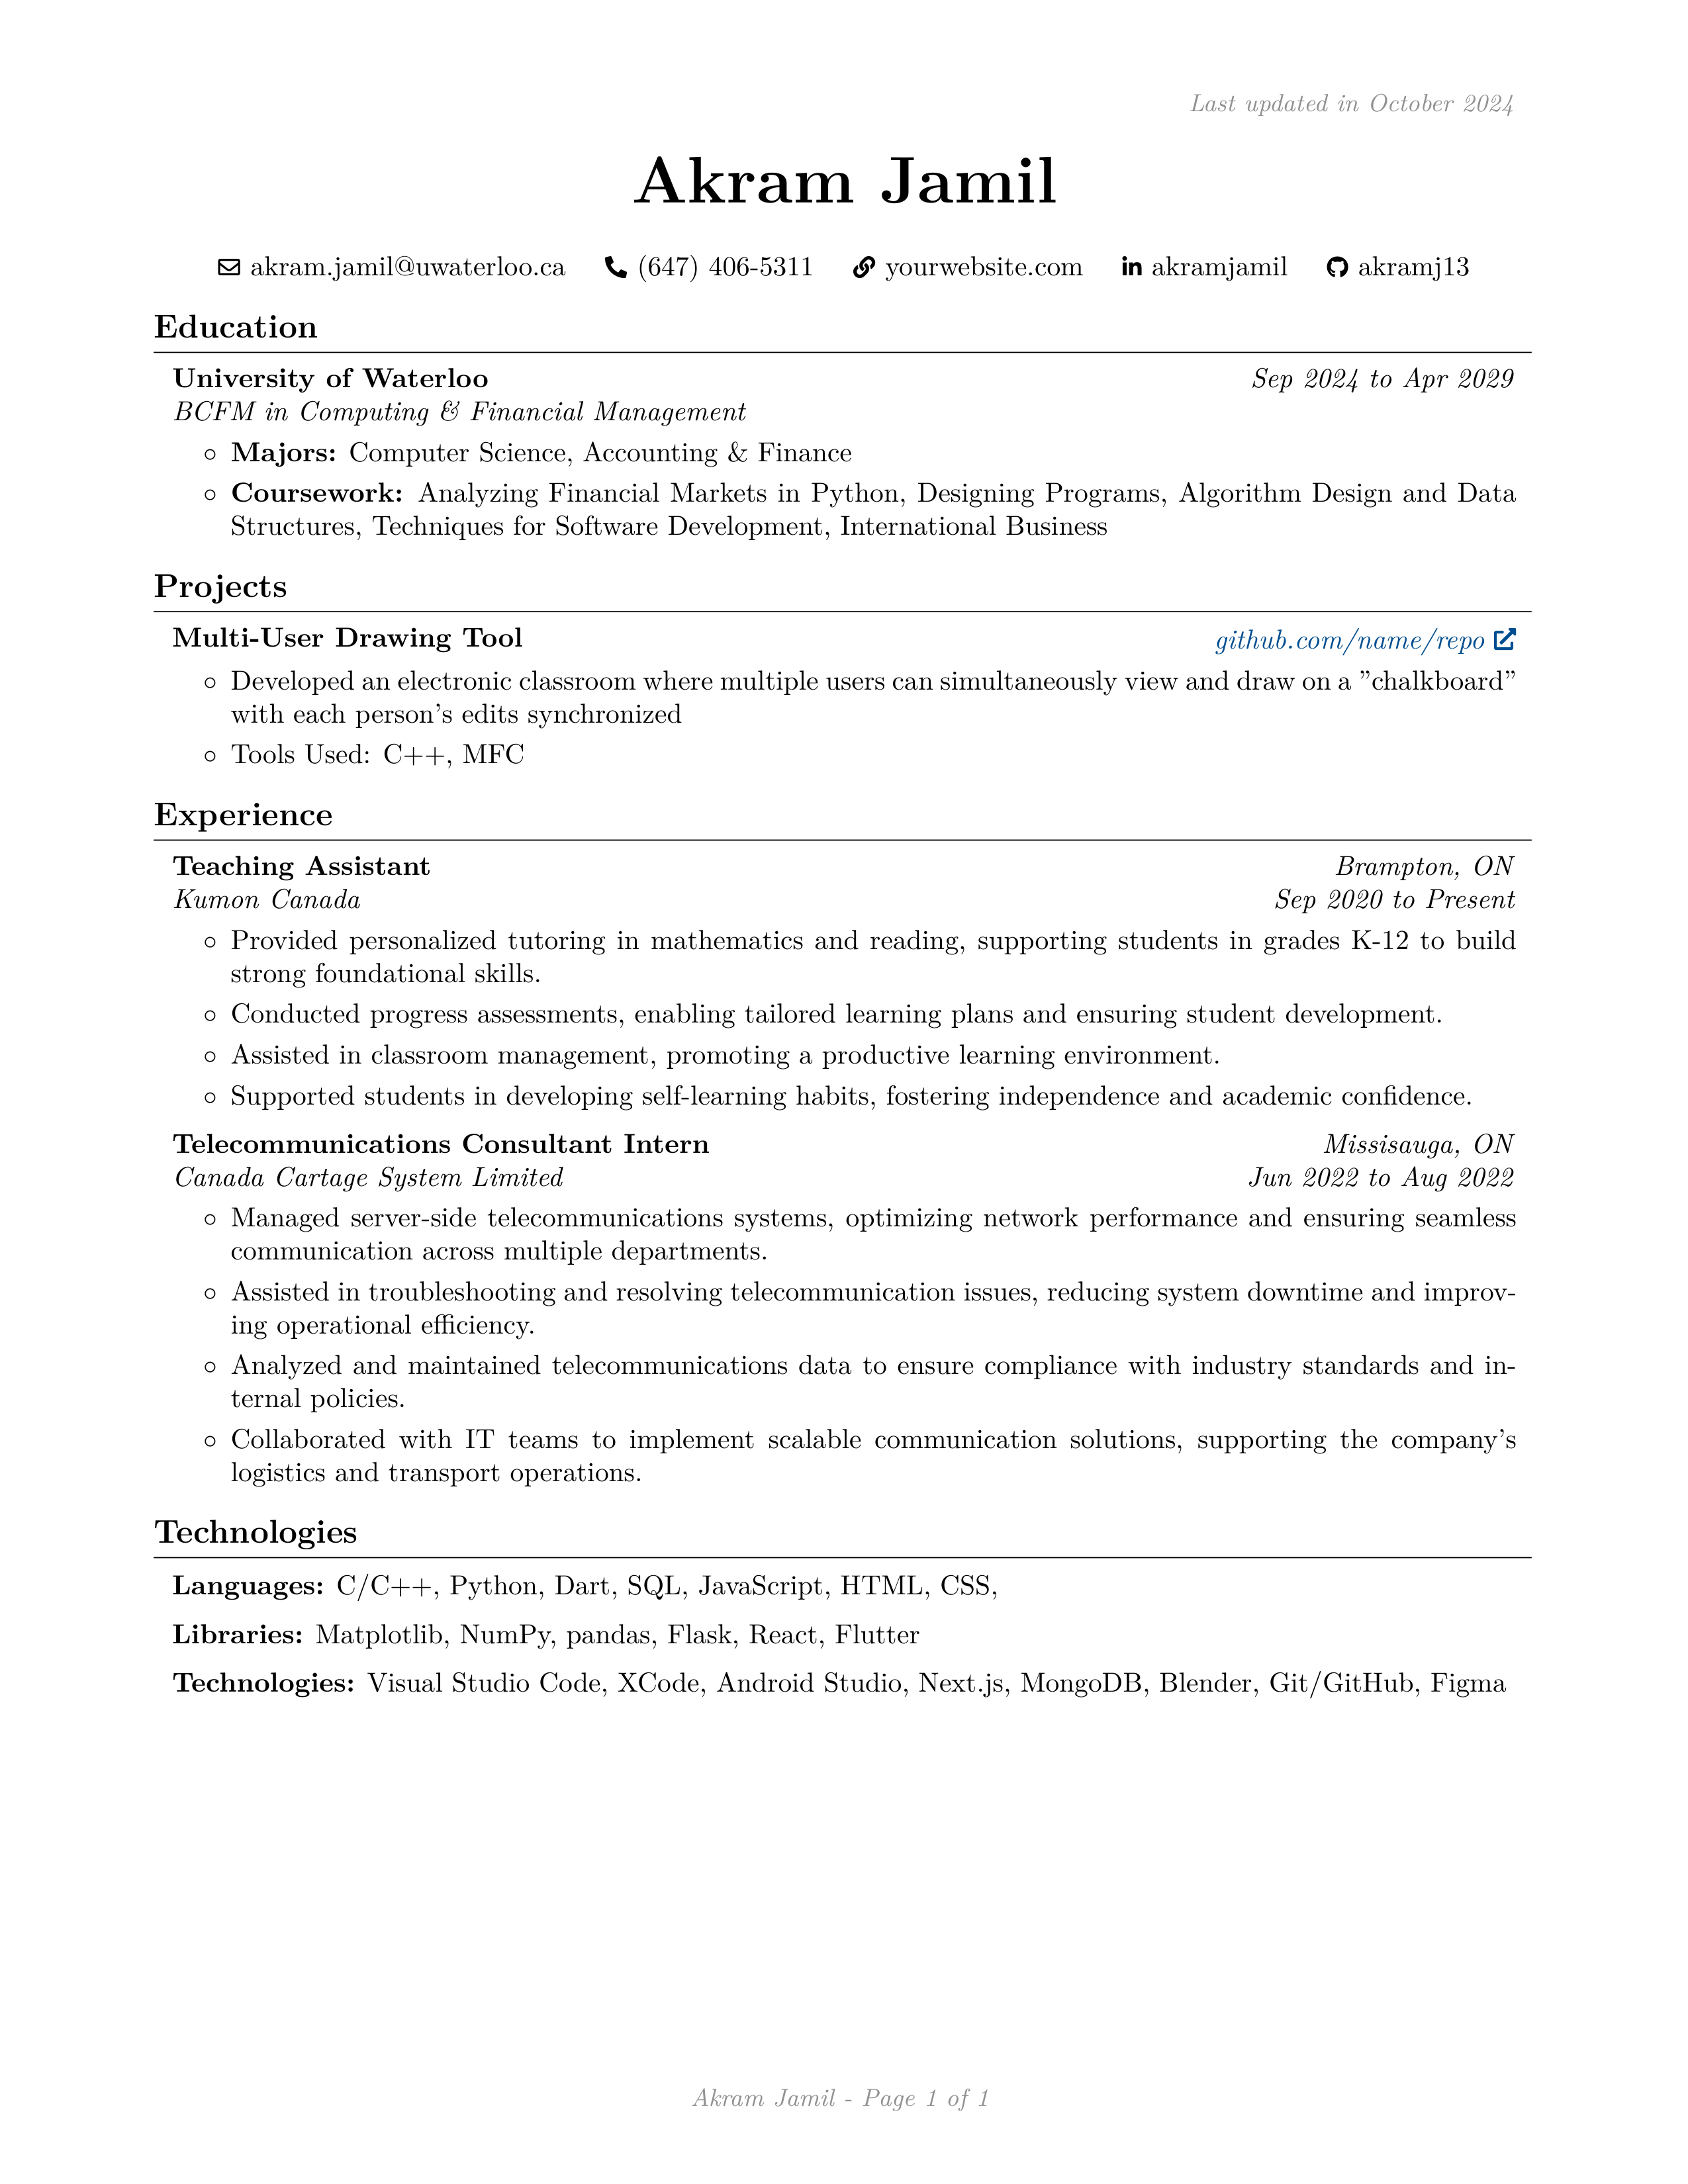 Last updated in October 2024
Akram Jamil
akram.jamil@uwaterloo.ca (647) 406-5311 yourwebsite.com akramjamil akramj13
Education
University of Waterloo Sep 2024 to Apr 2029
BCFM in Computing & Financial Management
Majors: Computer Science, Accounting & Finance
Coursework: Analyzing Financial Markets in Python, Designing Programs, Algorithm Design and Data
Structures, Techniques for Software Development, International Business
Projects
Multi-User Drawing Tool github.com/name/repo
Developed an electronic classroom where multiple users can simultaneously view and draw on a ”chalkboard”
with each person’s edits synchronized
Tools Used: C++, MFC
Experience
Teaching Assistant Brampton, ON
Kumon Canada Sep 2020 to Present
Provided personalized tutoring in mathematics and reading, supporting students in grades K-12 to build
strong foundational skills.
Conducted progress assessments, enabling tailored learning plans and ensuring student development.
Assisted in classroom management, promoting a productive learning environment.
Supported students in developing self-learning habits, fostering independence and academic confidence.
Telecommunications Consultant Intern Missisauga, ON
Canada Cartage System Limited Jun 2022 to Aug 2022
Managed server-side telecommunications systems, optimizing network performance and ensuring seamless
communication across multiple departments.
Assisted in troubleshooting and resolving telecommunication issues, reducing system downtime and improv-
ing operational efficiency.
Analyzed and maintained telecommunications data to ensure compliance with industry standards and in-
ternal policies.
Collaborated with IT teams to implement scalable communication solutions, supporting the company’s
logistics and transport operations.
Technologies
Languages: C/C++, Python, Dart, SQL, JavaScript, HTML, CSS,
Libraries: Matplotlib, NumPy, pandas, Flask, React, Flutter
Technologies: Visual Studio Code, XCode, Android Studio, Next.js, MongoDB, Blender, Git/GitHub, Figma
Akram Jamil - Page 1 of 1